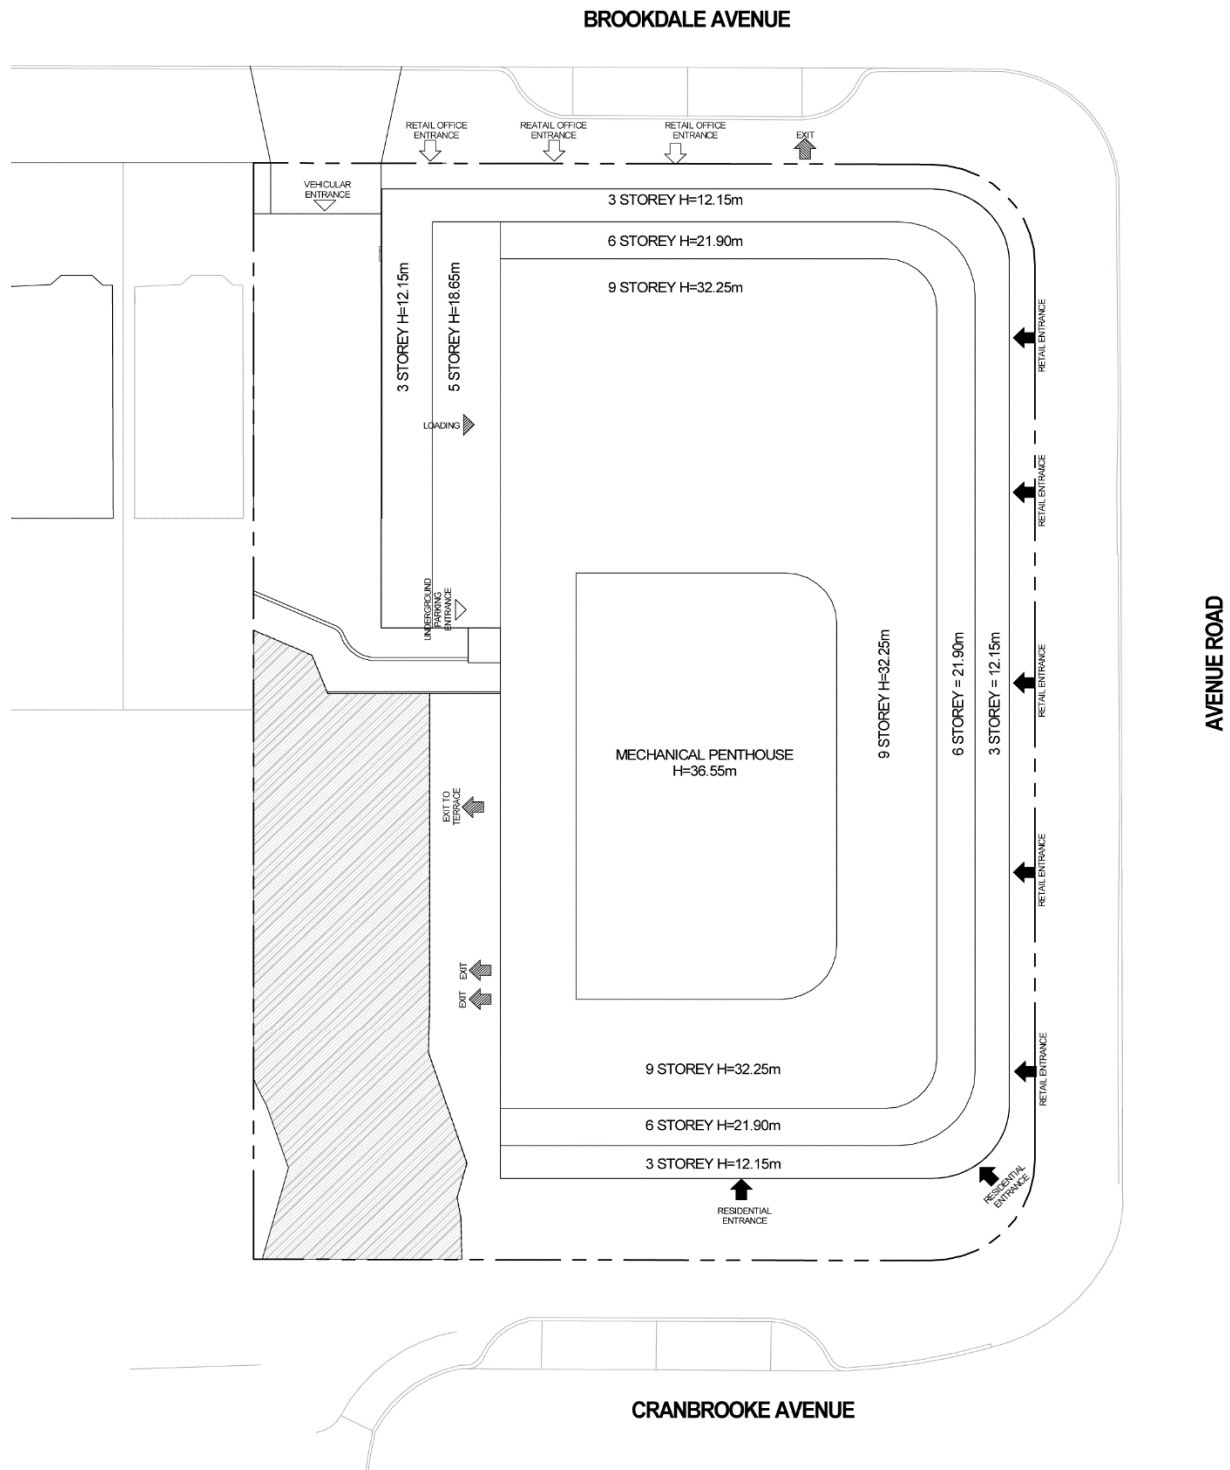 BROOKDALE AVENUE
RETAIL OFFICE
ENTRANCE
REATAIL OFFICE
ENTRANCE
RETAIL OFFICE
ENTRANCE
EXIT
VEHICULAR
ENTRANCE
3 STOREY H=12.15m
6 STOREY H=21.90m
9 STOREY H=32.25m
3 STOREY H=12.15m
5 STOREY H=18.65m
RETAIL ENTRANCE
LOADING
RETAIL ENTRANCE
UNDERGROUND
PARKING
ENTRANCE
9 STOREY H=32.25m
6 STOREY = 21.90m
3 STOREY = 12.15m
RETAIL ENTRANCE
AVENUE ROAD
MECHANICAL PENTHOUSE
H=36.55m
EXIT TO
TERRACE
RETAIL ENTRANCE
EXIT
EXIT
9 STOREY H=32.25m
RETAIL ENTRANCE
6 STOREY H=21.90m
3 STOREY H=12.15m
RESIDENTIAL
ENTRANCE
RESIDENTIAL
ENTRANCE
CRANBROOKE AVENUE